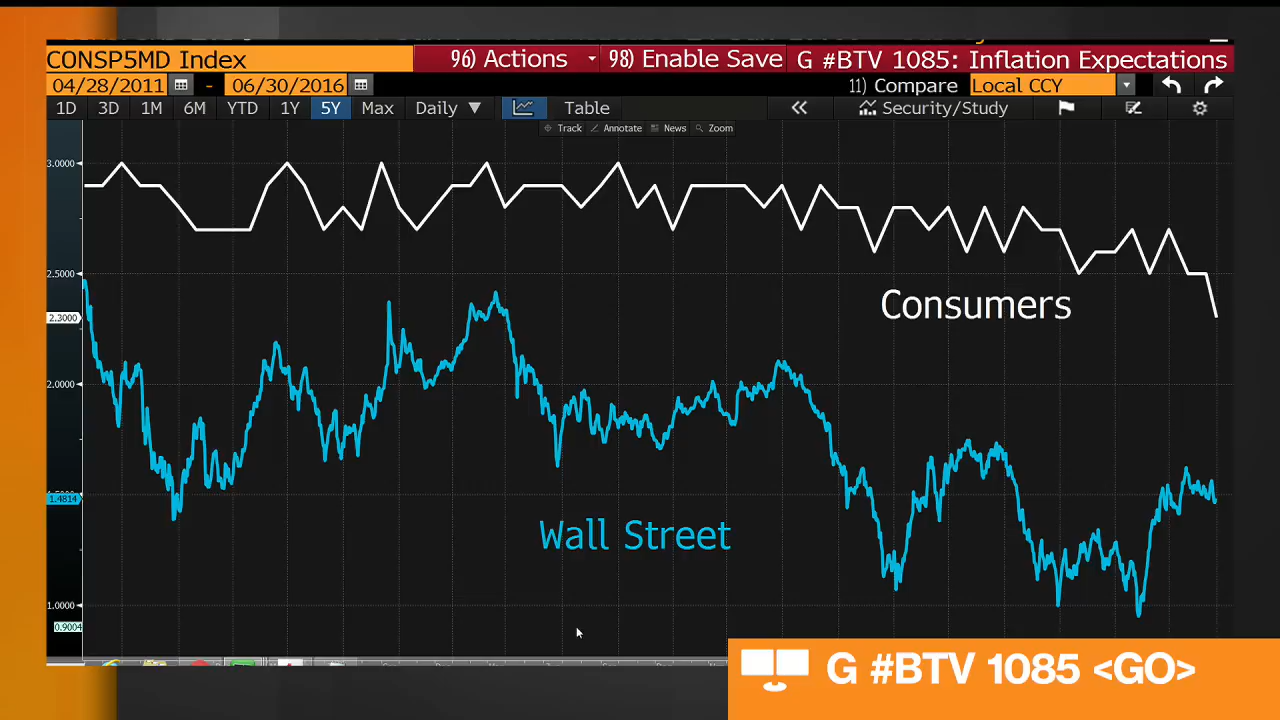 CONSP5MD Index 96) Actions 98) Enable Save G #BTV 1085: Inflation Expectations
04/28/2011 - 06/30/2016 11) Compare Local CCY
1D 3D 1M 6M YTD 1Y 5Y Max Daily ▼ Table « Security/Study
Track Annotate News Zoom
3.0000
2.5000
Consumers
2.3000
2.0000
1.4814
Wall Street
1.0000
0.9004
G #BTV 1085 <GO>